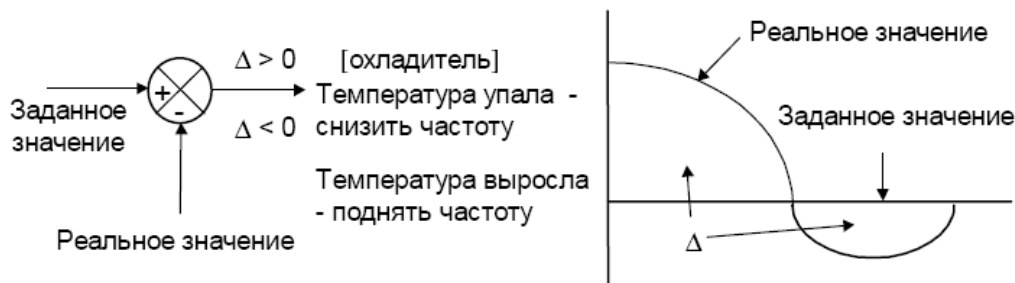 Заданное
значение
+
-
Δ > 0
Δ < 0
[охладитель]
Температура упала -
снизить частоту
Температура выросла
- поднять частоту
Реальное значение
Реальное значение
Заданное значение
Δ